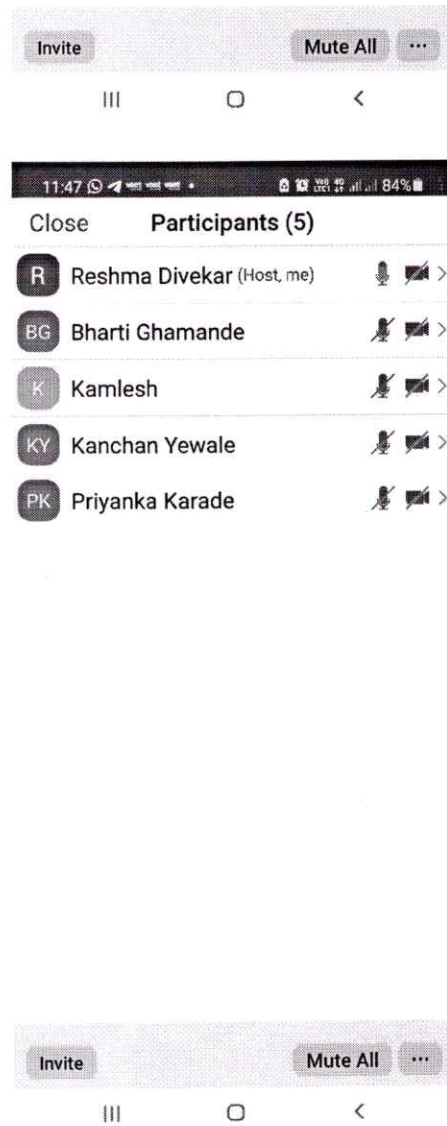 Invite
Mute All ...
11:47
84%
Close Participants (5)
R Reshma Divekar (Host, me)
BG Bharti Ghamande
K Kamlesh
KY Kanchan Yewale
PK Priyanka Karade
Invite
Mute All ...